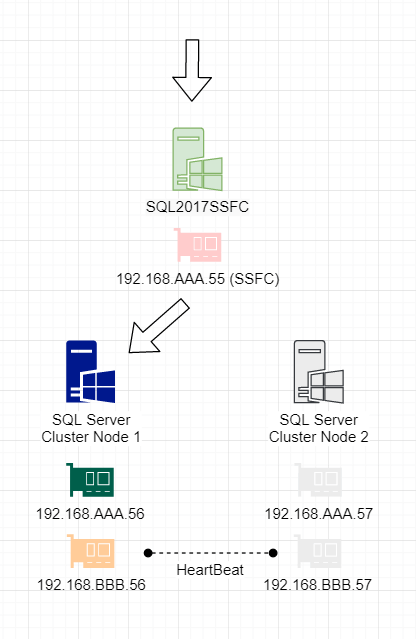 SQL2017SSFC
192.168.AAA.55 (SSFC)
SQL Server
Cluster Node 1
SQL Server
Cluster Node 2
192.168.AAA.56
192.168.AAA.57
HeartBeat
192.168.BBB.56
192.168.BBB.57